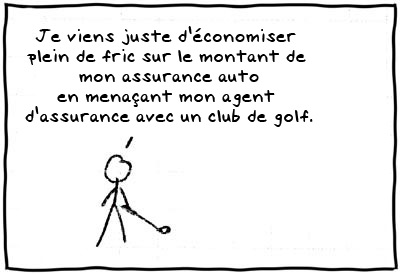 Je viens juste d'économiser
plein de fric sur le montant de
mon assurance auto
en menaçant mon agent
d'assurance avec un club de golf.